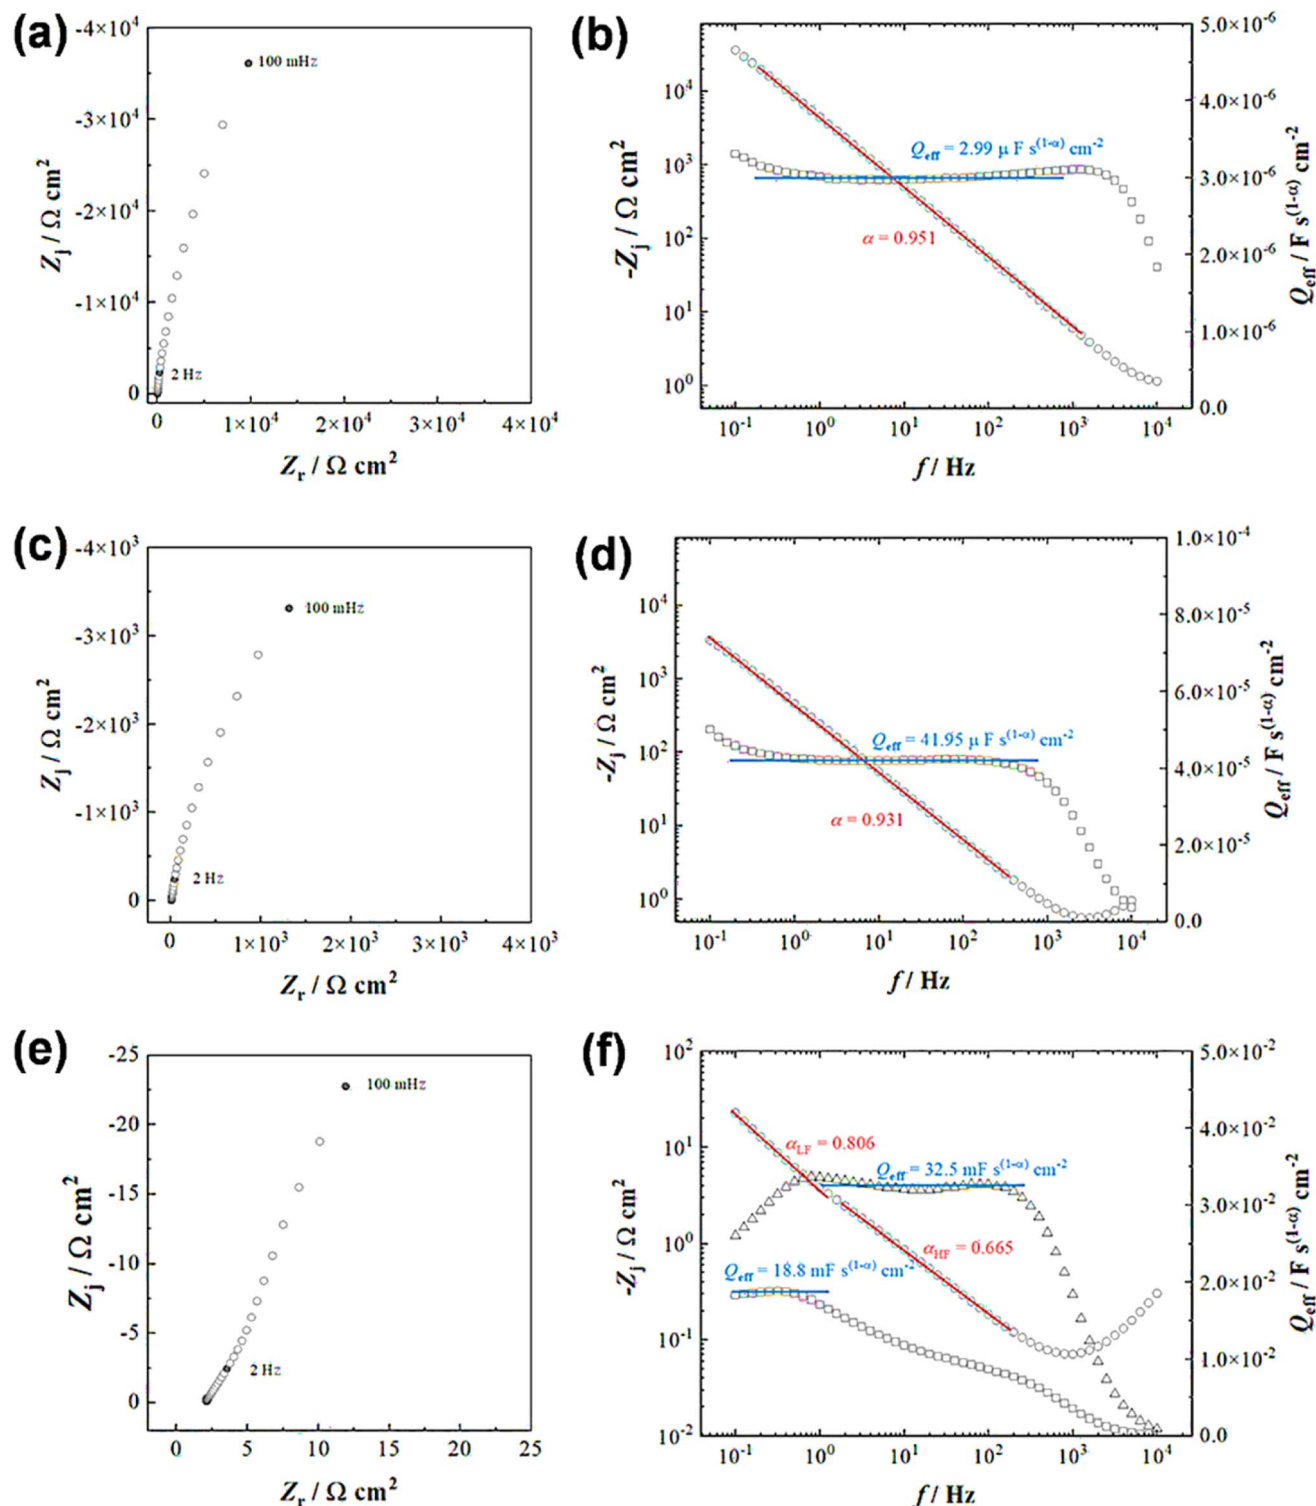 (a)
-4×10⁴
-3×10⁴
-2×10⁴
-1×10⁴
0
Zj / Ω cm²
100 mHz
2 Hz
0 1×10⁴ 2×10⁴ 3×10⁴ 4×10⁴
Zr / Ω cm²
(b)
10⁴
10³
10²
10¹
10⁰
-Zj / Ω cm²
Qeff = 2.99 μ F s(1-α) cm-2
α = 0.951
5.0×10-6
4.0×10-6
3.0×10-6
2.0×10-6
1.0×10-6
0.0
Qeff / F s(1-α) cm-2
10-1 10⁰ 10¹ 10² 10³ 10⁴
f / Hz
(c)
-4×10³
-3×10³
-2×10³
-1×10³
0
Zj / Ω cm²
100 mHz
2 Hz
0 1×10³ 2×10³ 3×10³ 4×10³
Zr / Ω cm²
(d)
10⁴
10³
10²
10¹
10⁰
-Zj / Ω cm²
Qeff = 41.95 μ F s(1-α) cm-2
α = 0.931
1.0×10-4
8.0×10-5
6.0×10-5
4.0×10-5
2.0×10-5
0.0
Qeff / F s(1-α) cm-2
10-1 10⁰ 10¹ 10² 10³ 10⁴
f / Hz
(e)
-25
-20
-15
-10
-5
0
Zj / Ω cm²
100 mHz
2 Hz
0 5 10 15 20 25
Zr / Ω cm²
(f)
10²
10¹
10⁰
10-1
10-2
-Zj / Ω cm²
αLF = 0.806
Qeff = 32.5 mF s(1-α) cm-2
αHF = 0.665
Qeff = 18.8 mF s(1-α) cm-2
5.0×10-2
4.0×10-2
3.0×10-2
2.0×10-2
1.0×10-2
0.0
Qeff / F s(1-α) cm-2
10-1 10⁰ 10¹ 10² 10³ 10⁴
f / Hz